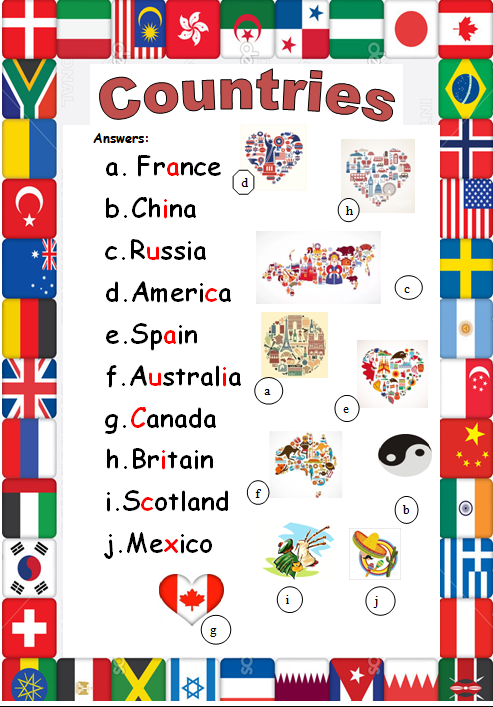 Countries
Answers:
a. France
b.China
c.Russia
d.America
e.Spain
f.Australia
g.Canada
h.Britain
i.Scotland
j.Mexico
d
h
c
a
e
f
b
i
j
g